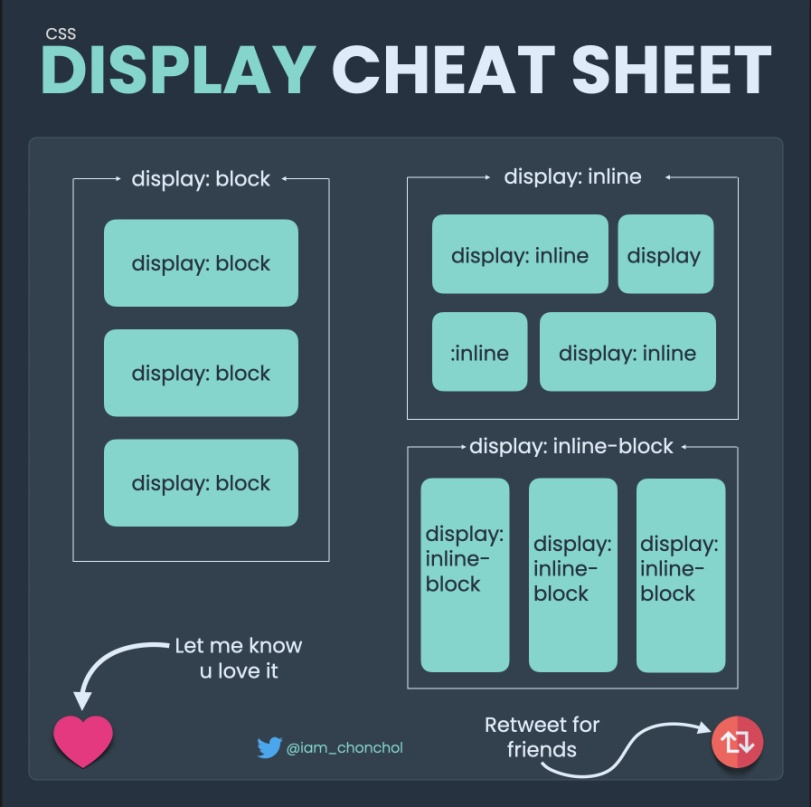 CSS
DISPLAY CHEAT SHEET
display: block
display: block
display: block
display: block
display: inline
display: inline
display
:inline
display: inline
display: inline-block
display:
inline-
block
display:
inline-
block
display:
inline-
block
Let me know
u love it
@iam_chonchol
Retweet for
friends